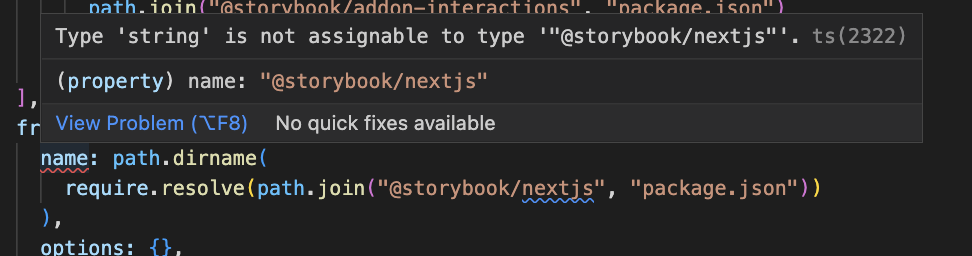 path.join("@storybook/addon-interactions", "package.json")
Type 'string' is not assignable to type '"@storybook/nextjs"'. ts(2322)
(property) name: "@storybook/nextjs"
],
View Problem (⌥F8) No quick fixes available
fr
name: path.dirname(
require.resolve(path.join("@storybook/nextjs", "package.json"))
),
options: {},